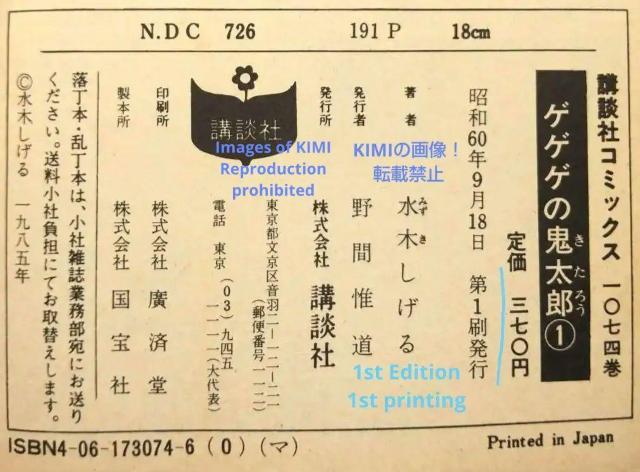 N.D.C 726 191 P 18cm
講談社コミックス 一〇七四巻
ゲゲゲの鬼太郎①
きたろう
定価 三七〇円
昭和60年9月18日 第1刷発行
著者 水木しげる
みずき
発行者 野間惟道
発行所 株式会社 講談社
東京都文京区音羽二—一二—二一
(郵便番号一一二)
電話 東京(03)九四五
一一一一(大代表)
講談社
印刷所 株式会社 廣済堂
製本所 株式会社 国宝社
落丁本・乱丁本は、小社雑誌業務部宛にお送り
ください。送料小社負担にてお取替えします。
©水木しげる 一九八五年
ISBN4-06-173074-6 (0) (マ)
Printed in Japan
Images of KIMI
Reproduction
prohibited
KIMIの画像!
転載禁止
1st Edition
1st printing